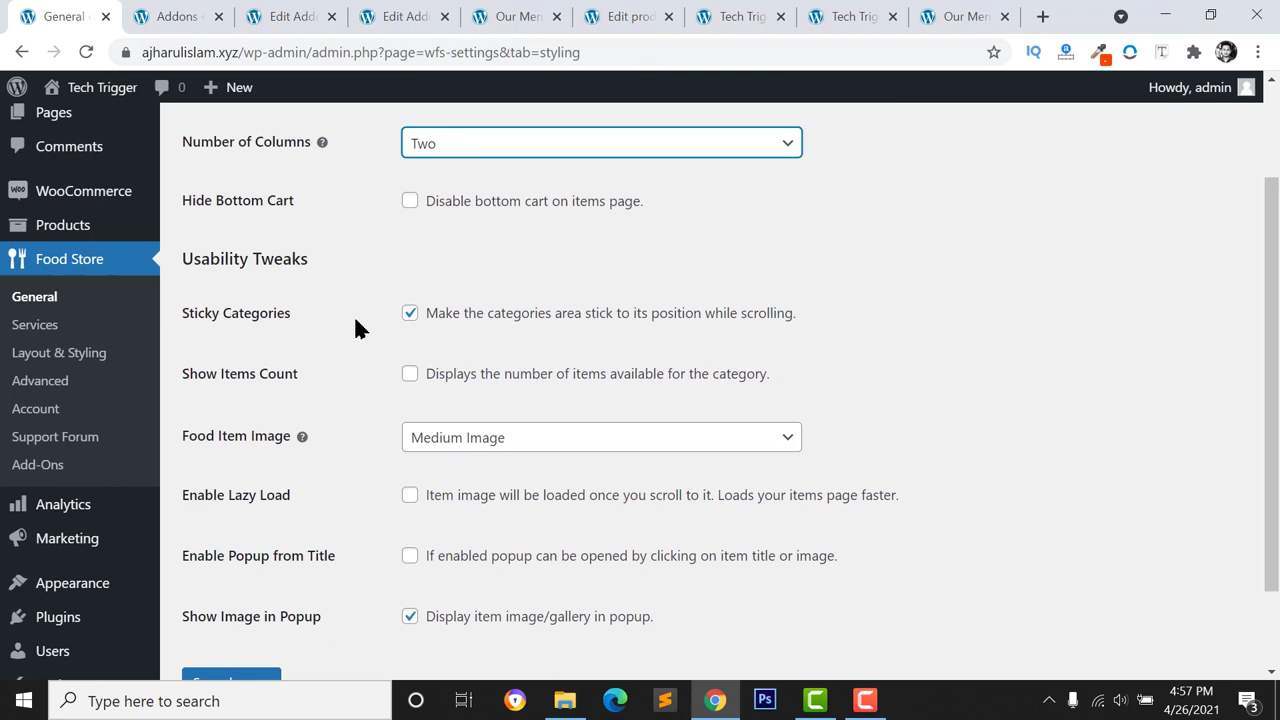 General
Addons
Edit Add
Edit Add
Our Men
Edit prod
Tech Trig
Tech Trig
Our Men
ajharulislam.xyz/wp-admin/admin.php?page=wfs-settings&tab=styling
IQ
T
Tech Trigger
0
New
Howdy, admin
Pages
Comments
WooCommerce
Products
Food Store
General
Services
Layout & Styling
Advanced
Account
Support Forum
Add-Ons
Analytics
Marketing
Appearance
Plugins
Users
Number of Columns ?
Two
Hide Bottom Cart
Disable bottom cart on items page.
Usability Tweaks
Sticky Categories
Make the categories area stick to its position while scrolling.
Show Items Count
Displays the number of items available for the category.
Food Item Image ?
Medium Image
Enable Lazy Load
Item image will be loaded once you scroll to it. Loads your items page faster.
Enable Popup from Title
If enabled popup can be opened by clicking on item title or image.
Show Image in Popup
Display item image/gallery in popup.
Type here to search
Ps
4:57 PM
4/26/2021
3